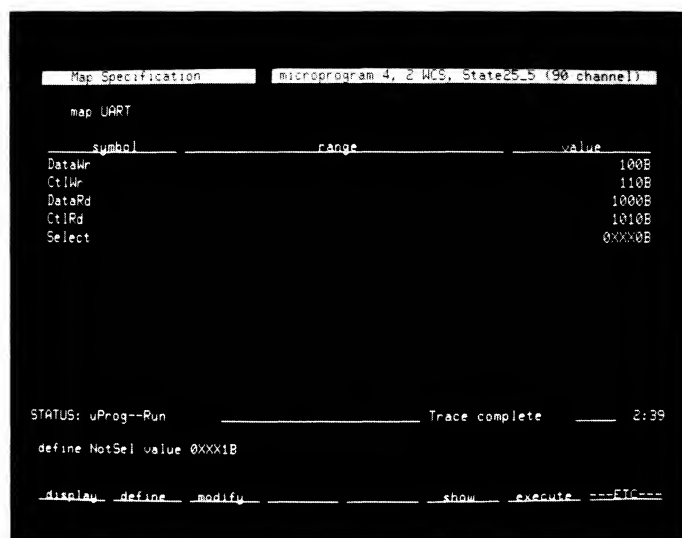 Map Specification microprogram 4, 2 WCS, State25_5 (90 channel)
map UART
symbol range value
DataWr 100B
CtlWr 110B
DataRd 1000B
CtlRd 1010B
Select 0XXX0B
STATUS: uProg--Run Trace complete 2:39
define NotSel value 0XXX1B
display define modify show execute ---ETC---